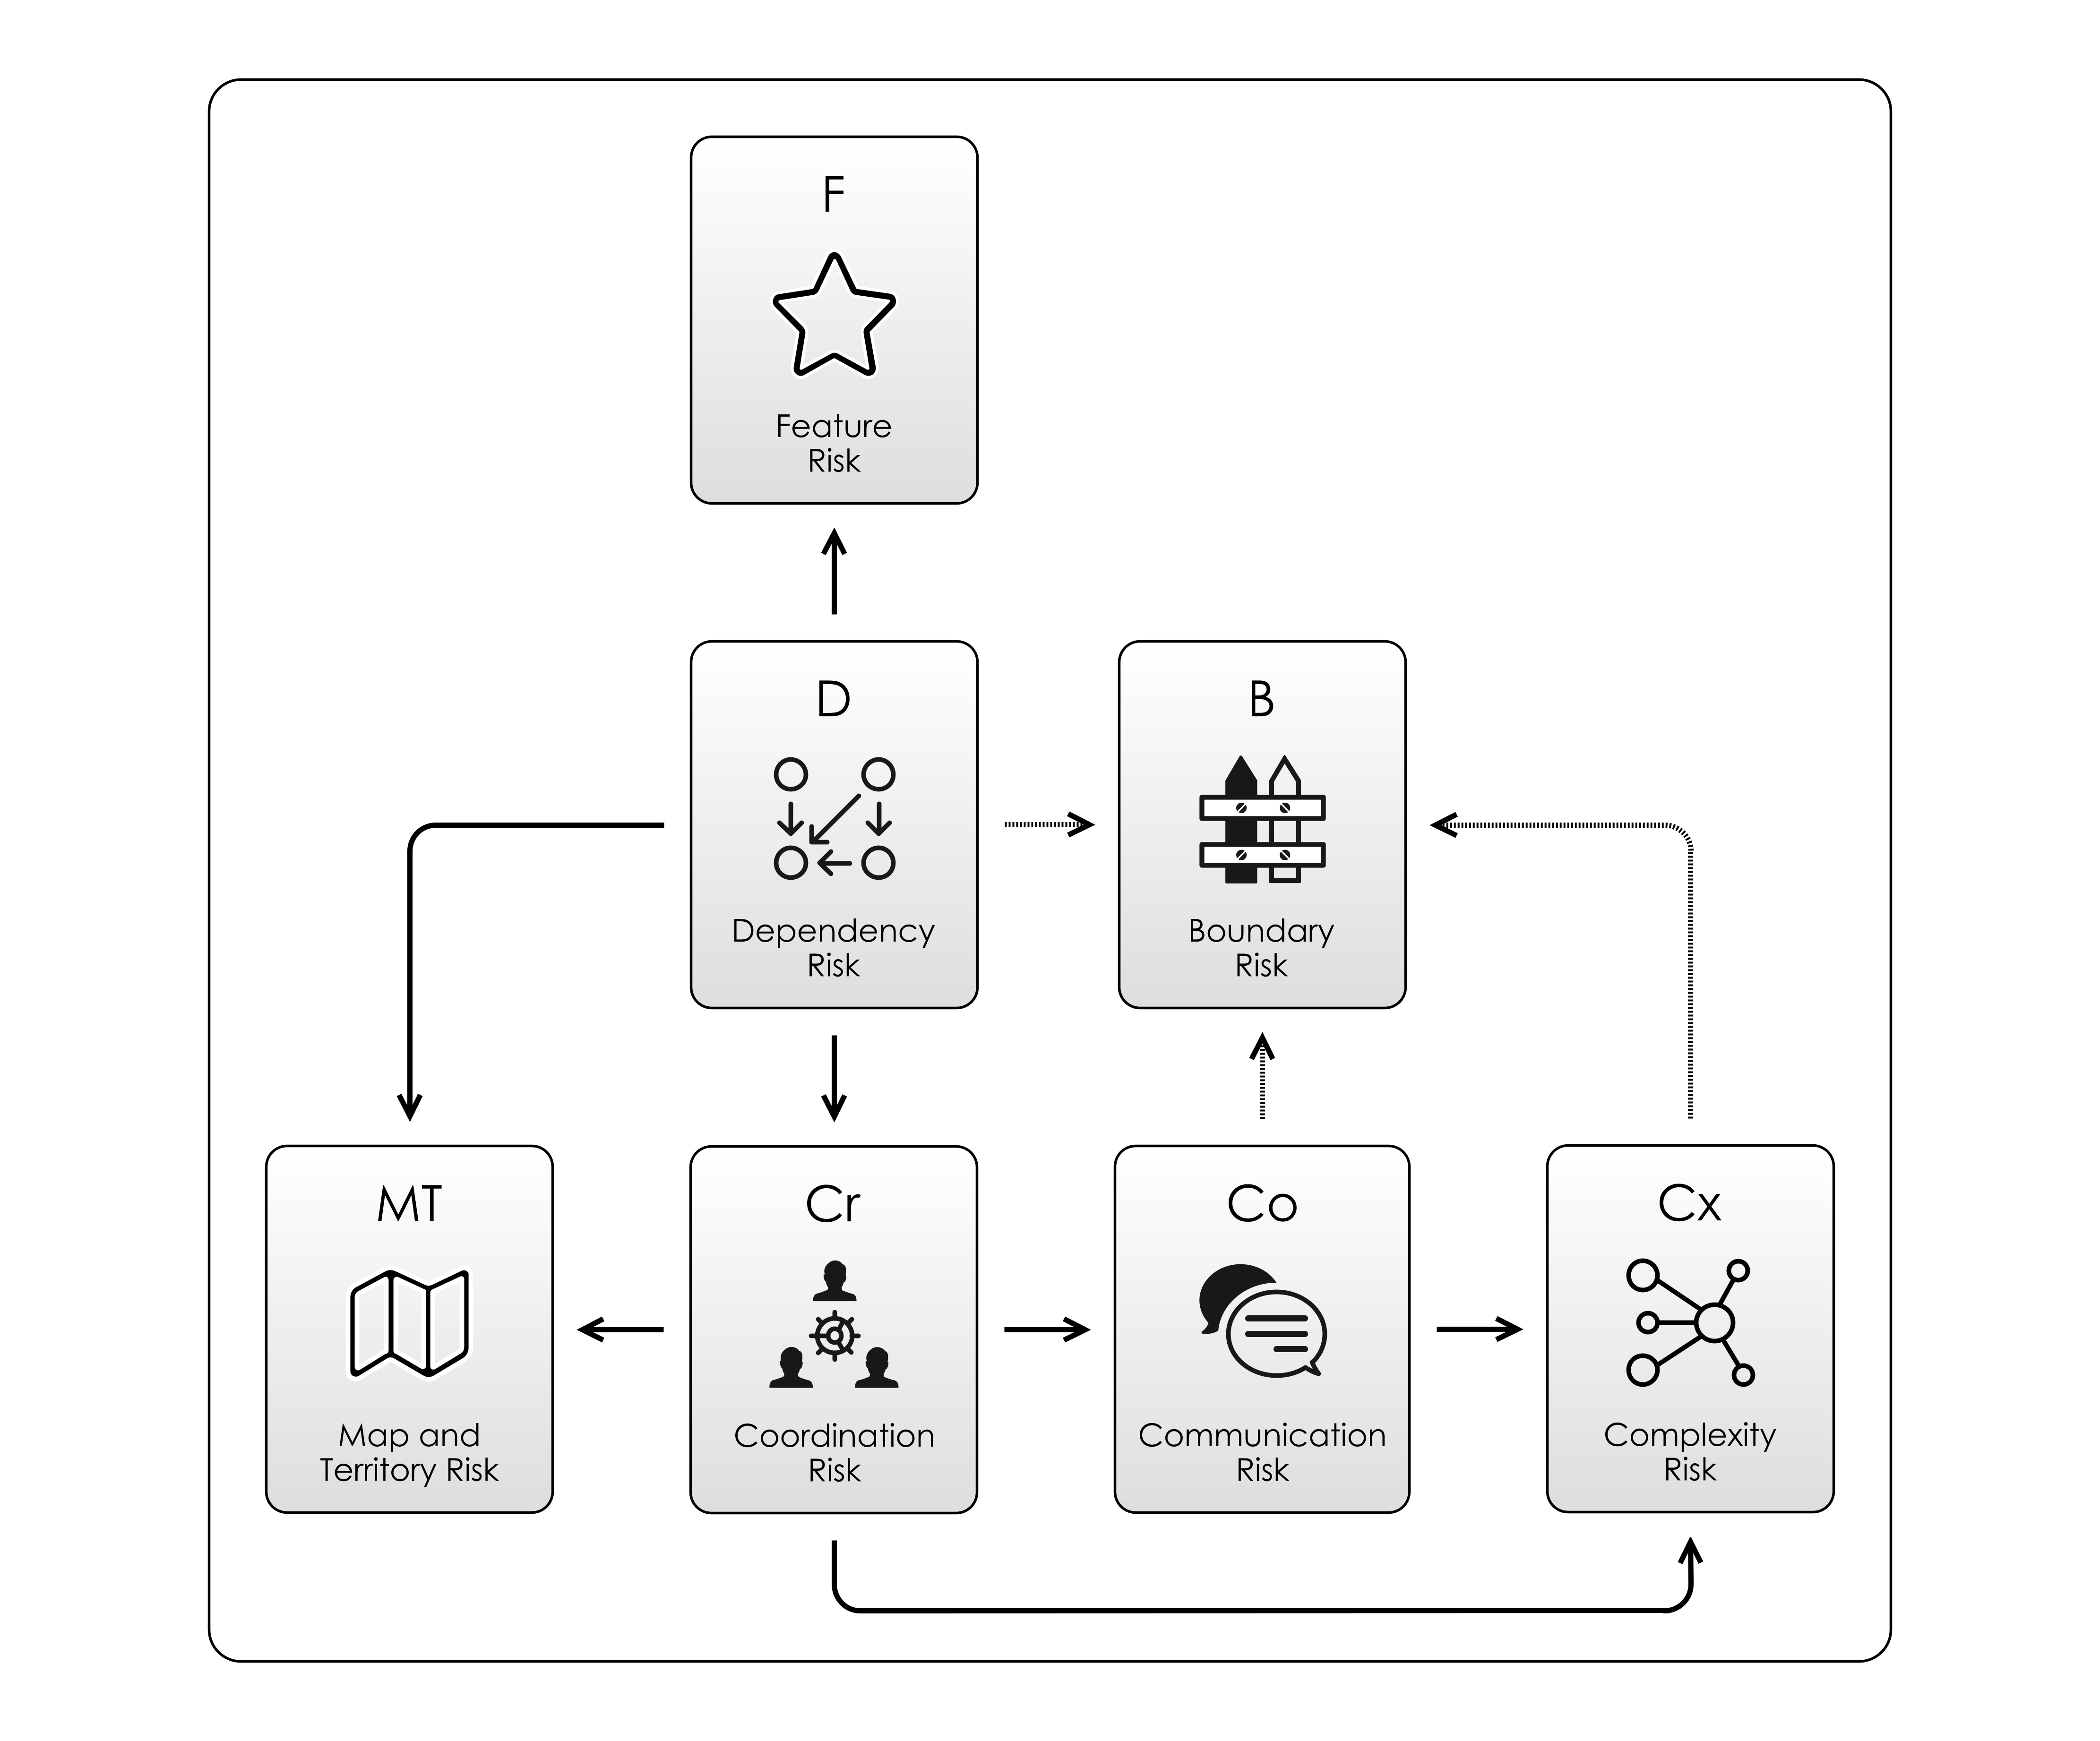 F
Feature
Risk
D
Dependency
Risk
B
Boundary
Risk
MT
Map and
Territory Risk
Cr
Coordination
Risk
Co
Communication
Risk
Cx
Complexity
Risk